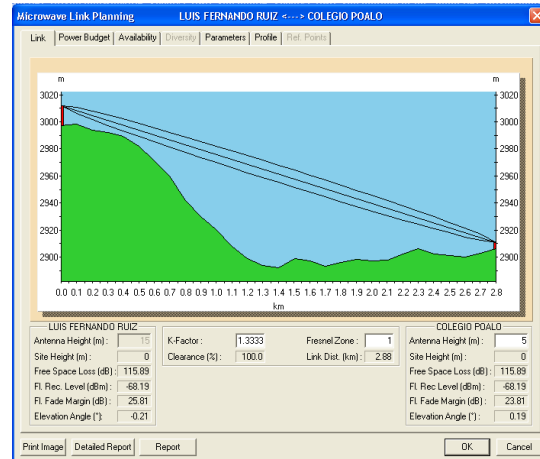 Microwave Link Planning LUIS FERNANDO RUIZ <---> COLEGIO POALO
Link Power Budget Availability Diversity Parameters Profile Ref. Points
m m
3020 3020
3000 3000
2980 2980
2960 2960
2940 2940
2920 2920
2900 2900
0.0 0.1 0.2 0.3 0.4 0.5 0.6 0.7 0.8 0.9 1.0 1.1 1.2 1.3 1.4 1.5 1.6 1.7 1.8 1.9 2.0 2.1 2.2 2.3 2.4 2.5 2.6 2.7 2.8
km
LUIS FERNANDO RUIZ COLEGIO POALO
Antenna Height (m) : 15 K-Factor : 1.3333 Fresnel Zone : 1 Antenna Height (m) : 5
Site Height (m) : 0 Clearance (%) : 100.0 Link Dist. (km) : 2.88 Site Height (m) : 0
Free Space Loss (dB) : 115.89 Free Space Loss (dB) : 115.89
Fl. Rec. Level (dBm) : -68.19 Fl. Rec. Level (dBm) : -68.19
Fl. Fade Margin (dB) : 25.81 Fl. Fade Margin (dB) : 23.81
Elevation Angle (°): -0.21 Elevation Angle (°) : 0.19
Print Image Detailed Report Report OK Cancel